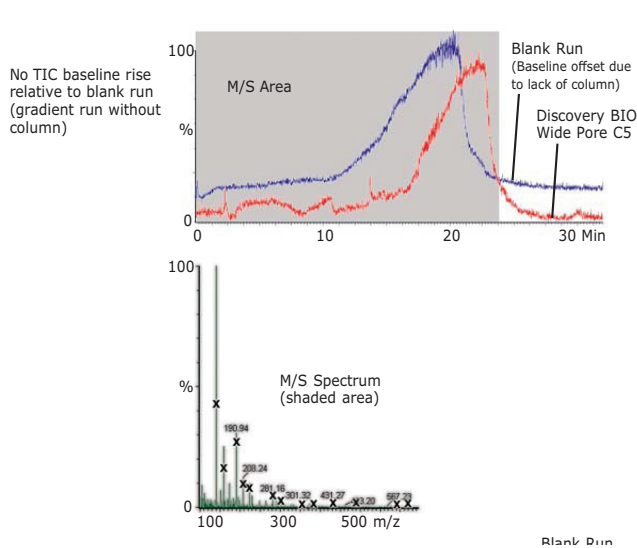 No TIC baseline rise
relative to blank run
(gradient run without
column)
100
%
0
M/S Area
Blank Run
(Baseline offset due
to lack of column)
Discovery BIO
Wide Pore C5
0 10 20 30 Min
100
%
0
M/S Spectrum
(shaded area)
x
190.94
x
x
208.24
x
x
281.16
x
x
301.32
x
x
431.27
x
x
567.23
x
x
100 300 500 m/z